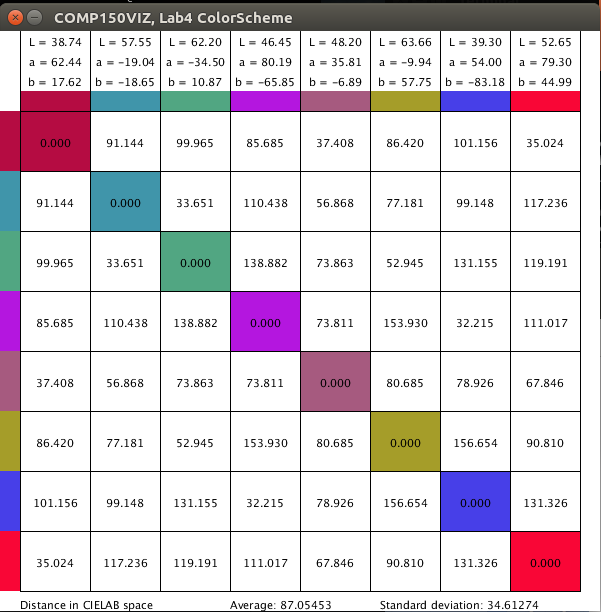 COMP150VIZ, Lab4 ColorScheme
L = 38.74 L = 57.55 L = 62.20 L = 46.45 L = 48.20 L = 63.66 L = 39.30 L = 52.65
a = 62.44 a = −19.04 a = −34.50 a = 80.19 a = 35.81 a = −9.94 a = 54.00 a = 79.30
b = 17.62 b = −18.65 b = 10.87 b = −65.85 b = −6.89 b = 57.75 b = −83.18 b = 44.99
0.000 91.144 99.965 85.685 37.408 86.420 101.156 35.024
91.144 0.000 33.651 110.438 56.868 77.181 99.148 117.236
99.965 33.651 0.000 138.882 73.863 52.945 131.155 119.191
85.685 110.438 138.882 0.000 73.811 153.930 32.215 111.017
37.408 56.868 73.863 73.811 0.000 80.685 78.926 67.846
86.420 77.181 52.945 153.930 80.685 0.000 156.654 90.810
101.156 99.148 131.155 32.215 78.926 156.654 0.000 131.326
35.024 117.236 119.191 111.017 67.846 90.810 131.326 0.000
Distance in CIELAB space Average: 87.05453 Standard deviation: 34.61274